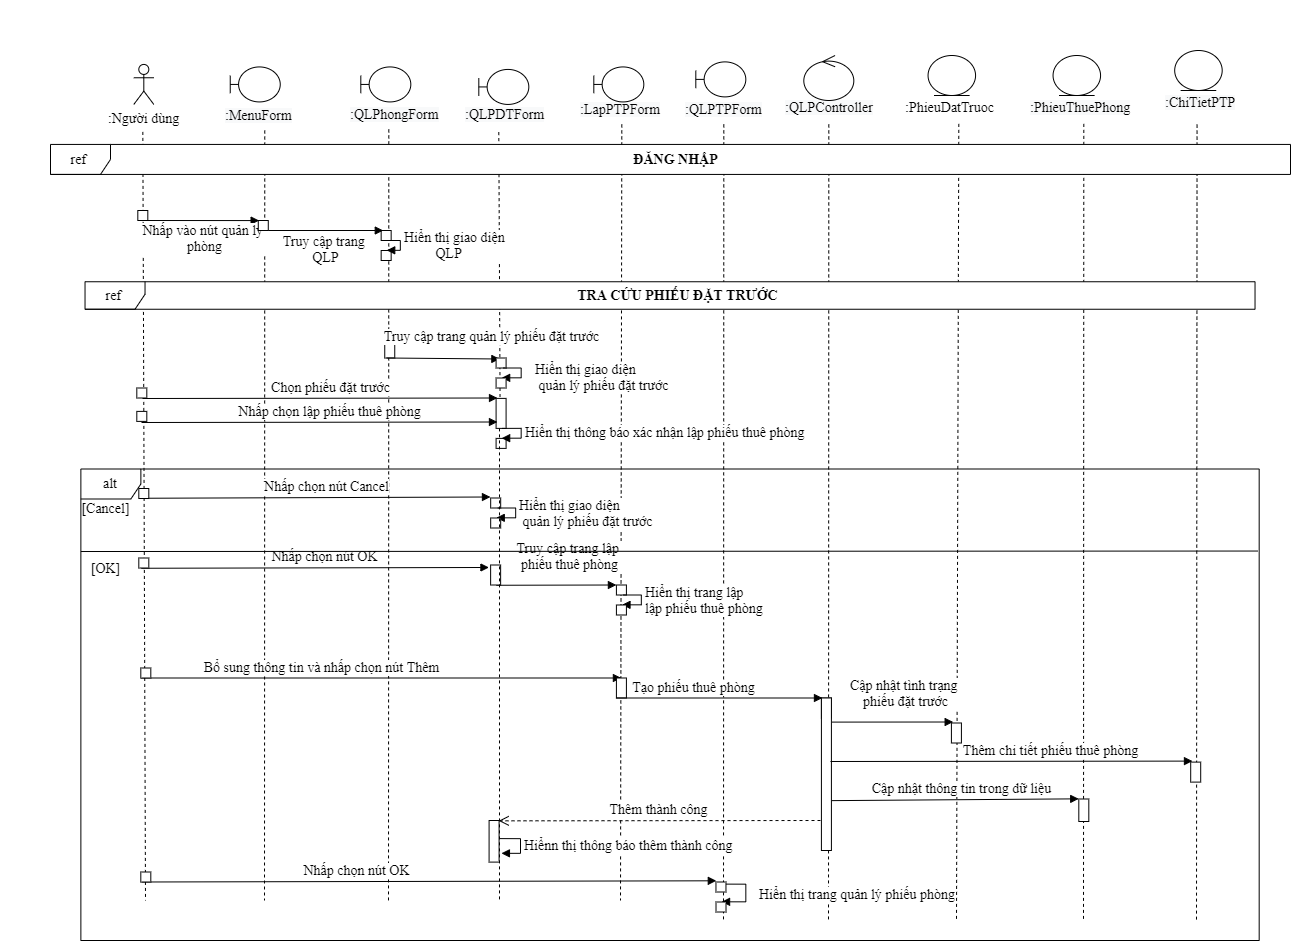 :Người dùng
:MenuForm
:QLPhongForm
:QLPDTForm
:LapPTPForm
:QLPTPForm
:QLPController
:PhieuDatTruoc
:PhieuThuePhong
:ChiTietPTP
ref
ĐĂNG NHẬP
Nhấp vào nút quản lý
phòng
Truy cập trang
QLP
Hiển thị giao diện
QLP
ref
TRA CỨU PHIẾU ĐẶT TRƯỚC
Truy cập trang quản lý phiếu đặt trước
Hiển thị giao diện
quản lý phiếu đặt trước
Chọn phiếu đặt trước
Nhấp chọn lập phiếu thuê phòng
Hiển thị thông báo xác nhận lập phiếu thuê phòng
alt
[Cancel]
Nhấp chọn nút Cancel
Hiển thị giao diện
quản lý phiếu đặt trước
[OK]
Nhấp chọn nút OK
Truy cập trang lập
phiếu thuê phòng
Hiển thị trang lập
lập phiếu thuê phòng
Bổ sung thông tin và nhấp chọn nút Thêm
Tạo phiếu thuê phòng
Cập nhật tình trạng
phiếu đặt trước
Thêm chi tiết phiếu thuê phòng
Cập nhật thông tin trong dữ liệu
Thêm thành công
Hiểnn thị thông báo thêm thành công
Nhấp chọn nút OK
Hiển thị trang quản lý phiếu phòng